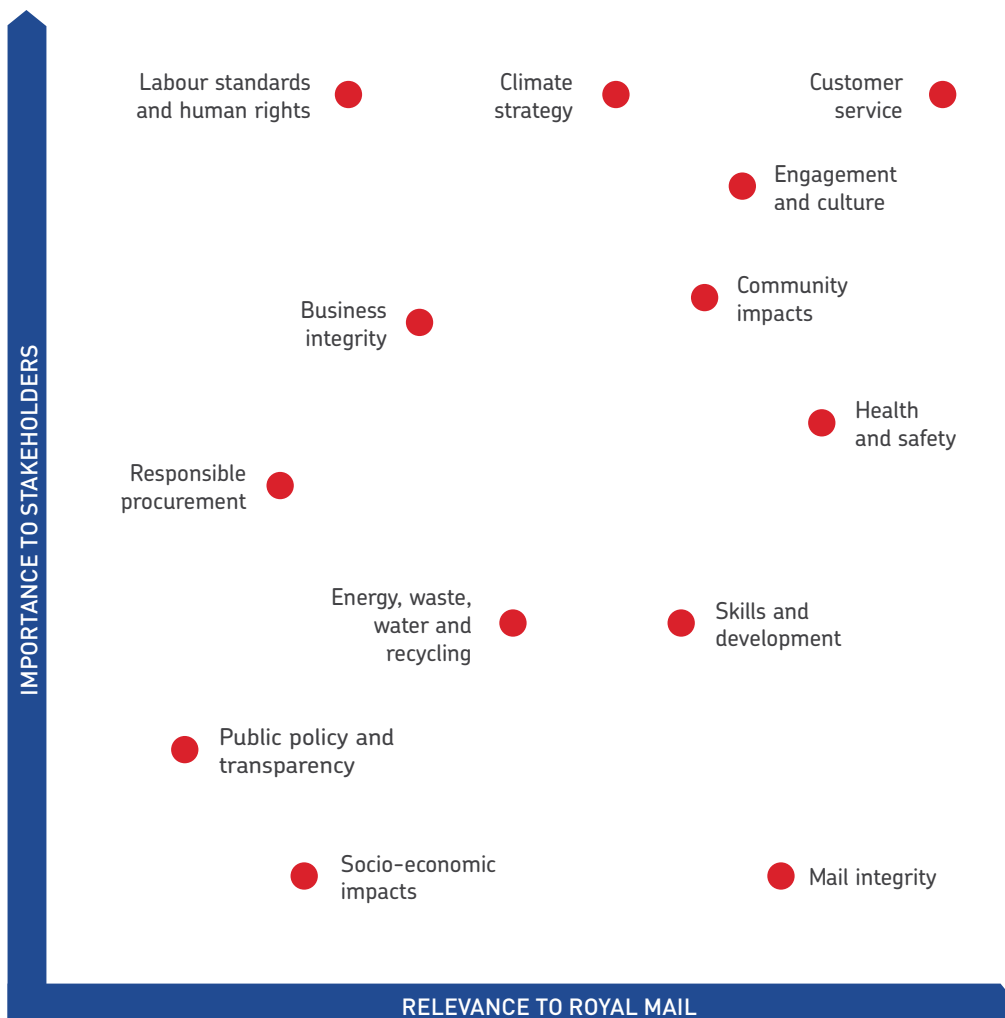 Labour standards
and human rights
Climate
strategy
Customer
service
Engagement
and culture
Community
impacts
Business
integrity
Health
and safety
Responsible
procurement
Energy, waste,
water and
recycling
Skills and
development
Public policy and
transparency
Socio-economic
impacts
Mail integrity
IMPORTANCE TO STAKEHOLDERS
RELEVANCE TO ROYAL MAIL